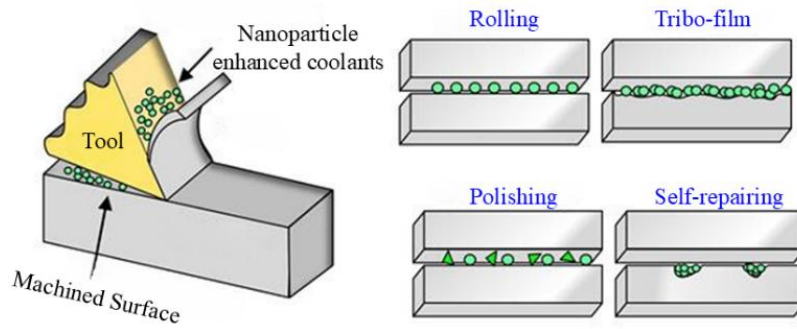 Nanoparticle
enhanced coolants
Tool
Machined Surface
Rolling
Tribo-film
Polishing
Self-repairing